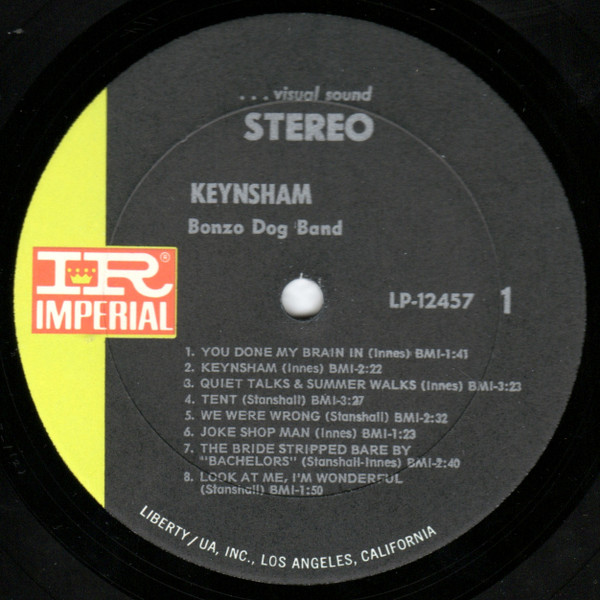 ... visual sound
STEREO
KEYNSHAM
Bonzo Dog Band
IR®
IMPERIAL
LP-12457 1
1. YOU DONE MY BRAIN IN (Innes) BMI-1:41
2. KEYNSHAM (Innes) BMI-2:22
3. QUIET TALKS & SUMMER WALKS (Innes) BMI-3:23
4. TENT (Stanshall) BMI-3:27
5. WE WERE WRONG (Stanshall) BMI-2:32
6. JOKE SHOP MAN (Innes) BMI-1:23
7. THE BRIDE STRIPPED BARE BY
"BACHELORS" (Stanshall-Innes) BMI-2:40
8. LOOK AT ME, I'M WONDERFUL
(Stanshall) BMI-1:50
LIBERTY/UA, INC., LOS ANGELES, CALIFORNIA